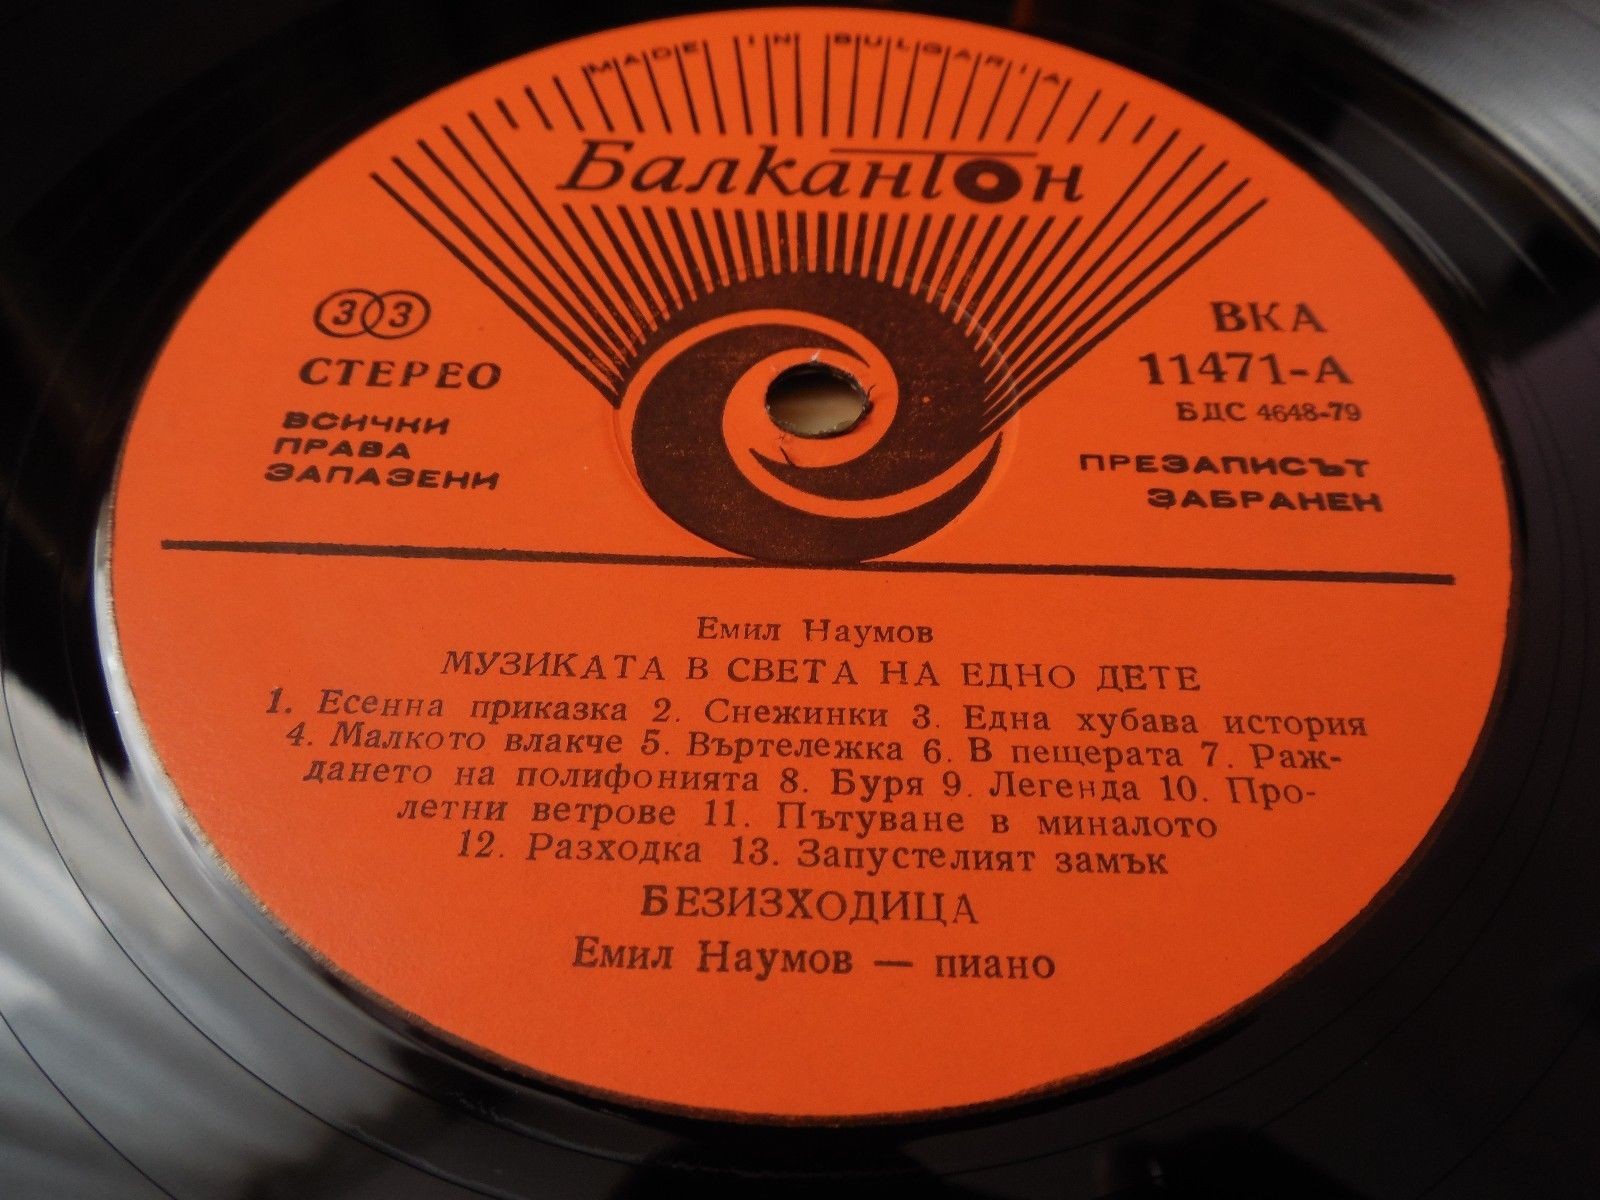 MADE IN BULGARIA
Балкантон
33
СТЕРЕО
ВСИЧКИ
ПРАВА
ЗАПАЗЕНИ
ВКА
11471-А
БДС 4648-79
ПРЕЗАПИСЪТ
ЗАБРАНЕН
Емил Наумов
МУЗИКАТА В СВЕТА НА ЕДНО ДЕТЕ
1. Есенна приказка 2. Снежинки 3. Една хубава история
4. Малкото влакче 5. Въртележка 6. В пещерата 7. Раж-
дането на полифонията 8. Буря 9. Легенда 10. Про-
летни ветрове 11. Пътуване в миналото
12. Разходка 13. Запустелият замък
БЕЗИЗХОДИЦА
Емил Наумов — пиано